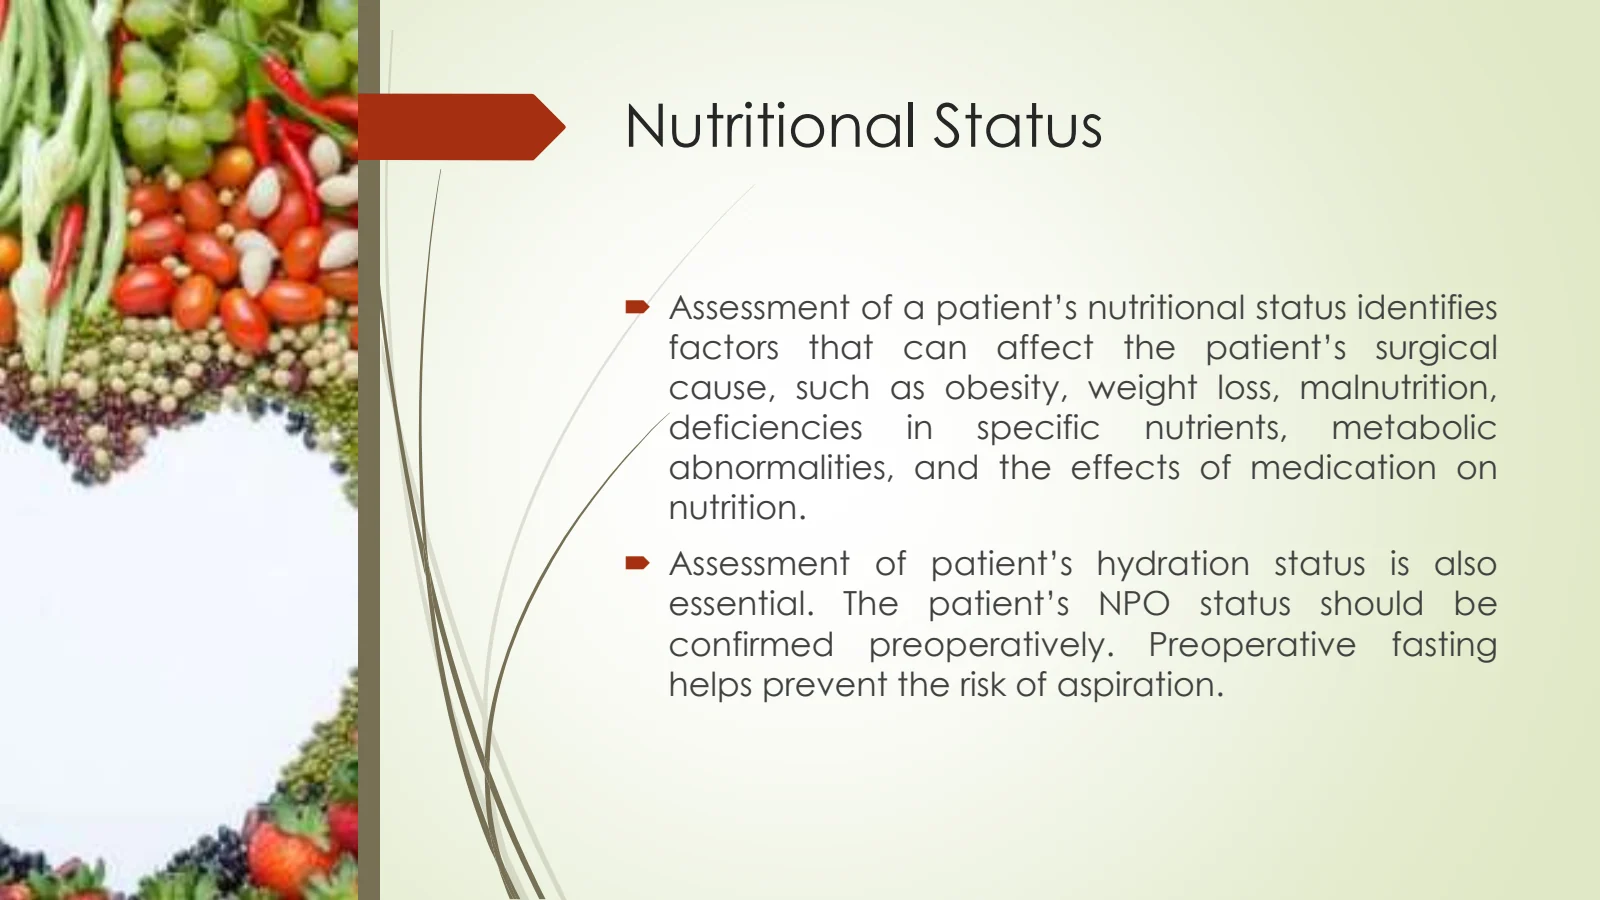 Nutritional Status
Assessment of a patient’s nutritional status identifies
factors that can affect the patient’s surgical
cause, such as obesity, weight loss, malnutrition,
deficiencies in specific nutrients, metabolic
abnormalities, and the effects of medication on
nutrition.
Assessment of patient’s hydration status is also
essential. The patient’s NPO status should be
confirmed preoperatively. Preoperative fasting
helps prevent the risk of aspiration.